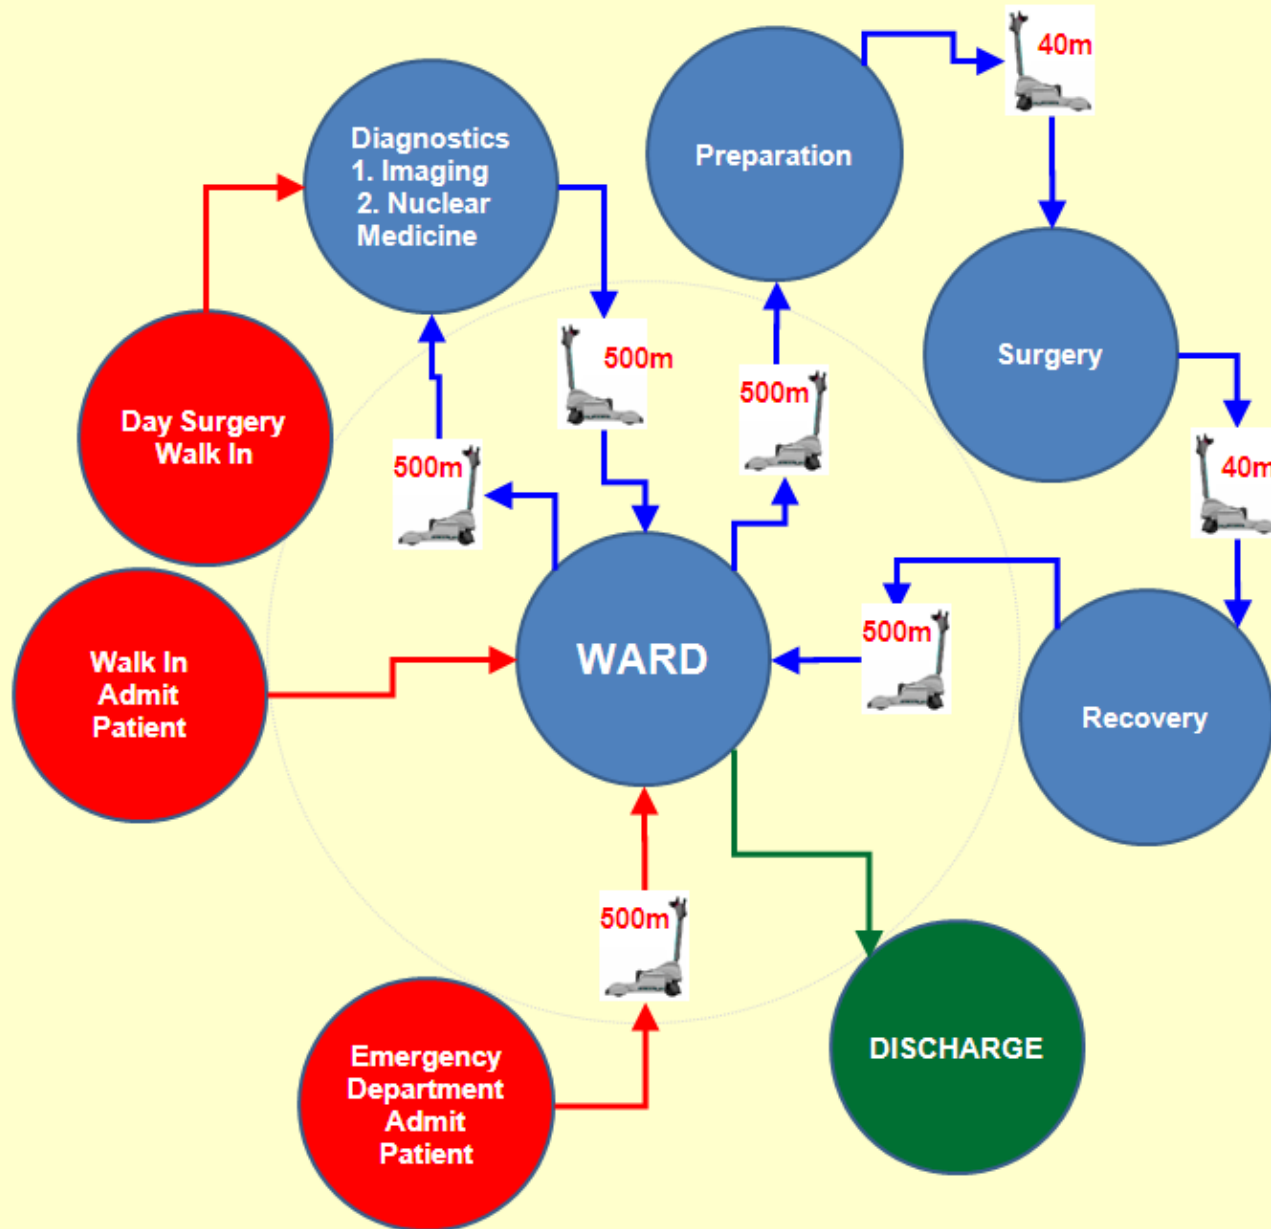 40m
Diagnostics
1. Imaging
2. Nuclear
Medicine
Preparation
Surgery
500m
500m
Day Surgery
Walk In
500m
40m
Walk In
Admit
Patient
WARD
500m
Recovery
500m
Emergency
Department
Admit
Patient
DISCHARGE